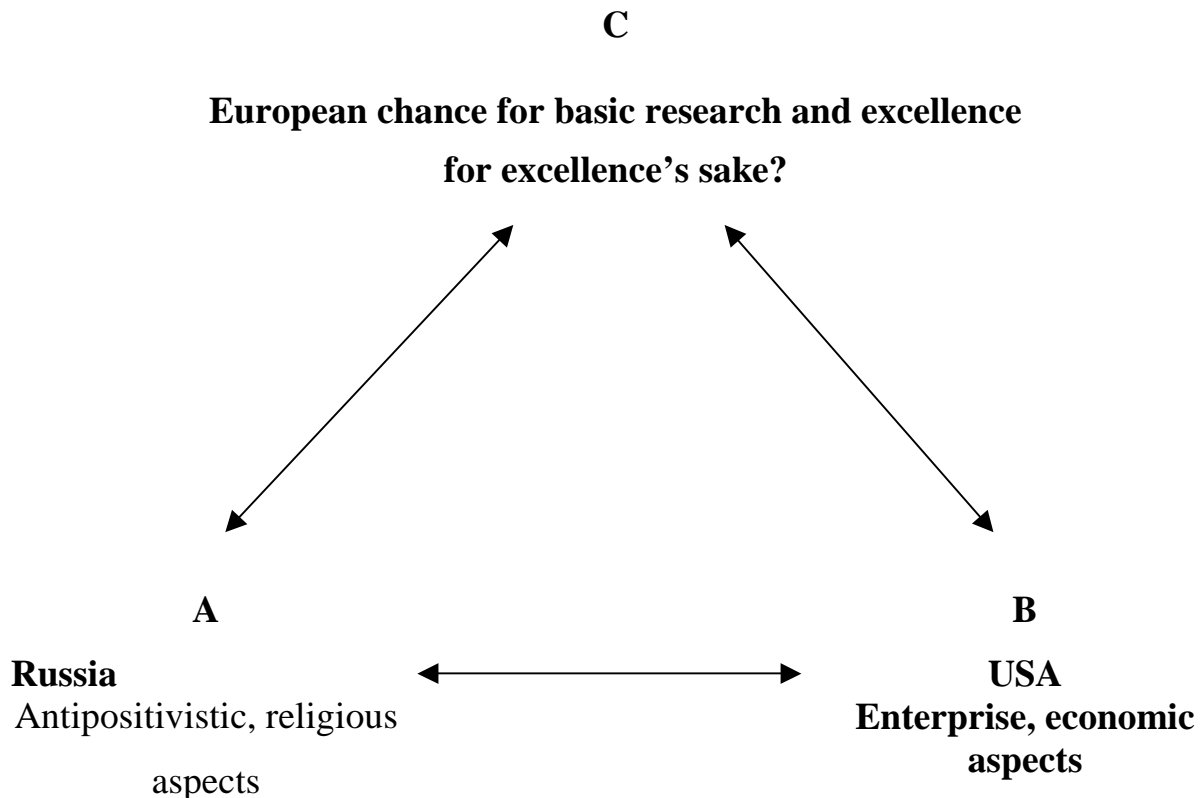 C
European chance for basic research and excellence
for excellence’s sake?
A
B
Russia
Antipositivistic, religious
aspects
USA
Enterprise, economic
aspects